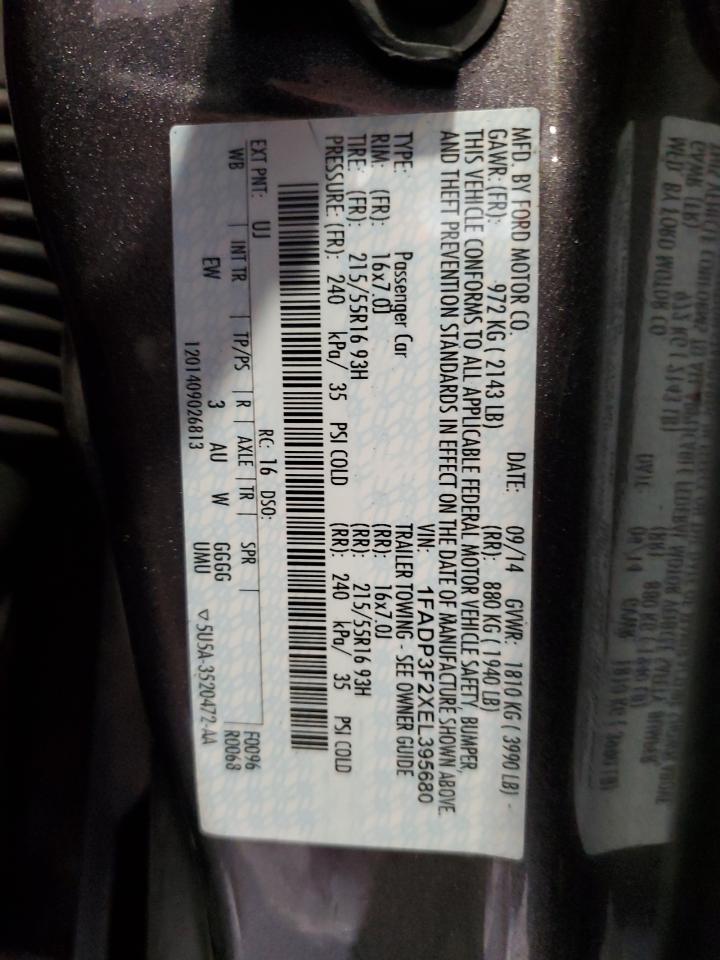 MFD. BY FORD MOTOR CO.
DATE: 09/14 GVWR: 1810 KG ( 3990 LB) -
GAWR: (FR): 972 KG ( 2143 LB) (RR): 880 KG ( 1940 LB)
THIS VEHICLE CONFORMS TO ALL APPLICABLE FEDERAL MOTOR VEHICLE SAFETY, BUMPER,
AND THEFT PREVENTION STANDARDS IN EFFECT ON THE DATE OF MANUFACTURE SHOWN ABOVE.
VIN: 1FADP3F2XEL395680
TYPE: Passenger Car TRAILER TOWING - SEE OWNER GUIDE
RIM: (FR): 16x7.0J (RR): 16x7.0J
TIRE: (FR): 215/55R16 93H (RR): 215/55R16 93H
PRESSURE: (FR): 240 kPa/ 35 PSI COLD (RR): 240 kPa/ 35 PSI COLD
EXT PNT: UJ RC: 16 DSO: F0096
WB INT TR TP/PS R AXLE TR SPR R0068
EW 3 AU W GGGG
UMU
1201409026813 ▽ 5U5A-3520472-AA